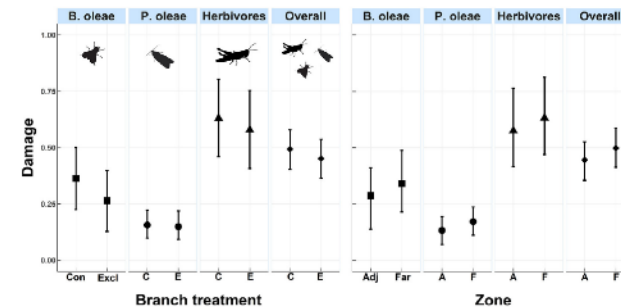 B. oleae P. oleae Herbivores Overall B. oleae P. oleae Herbivores Overall
1.00
0.75
0.50
0.25
0.00
Damage
Con Excl C E C E C E Adj Far A F A F A F
Branch treatment Zone